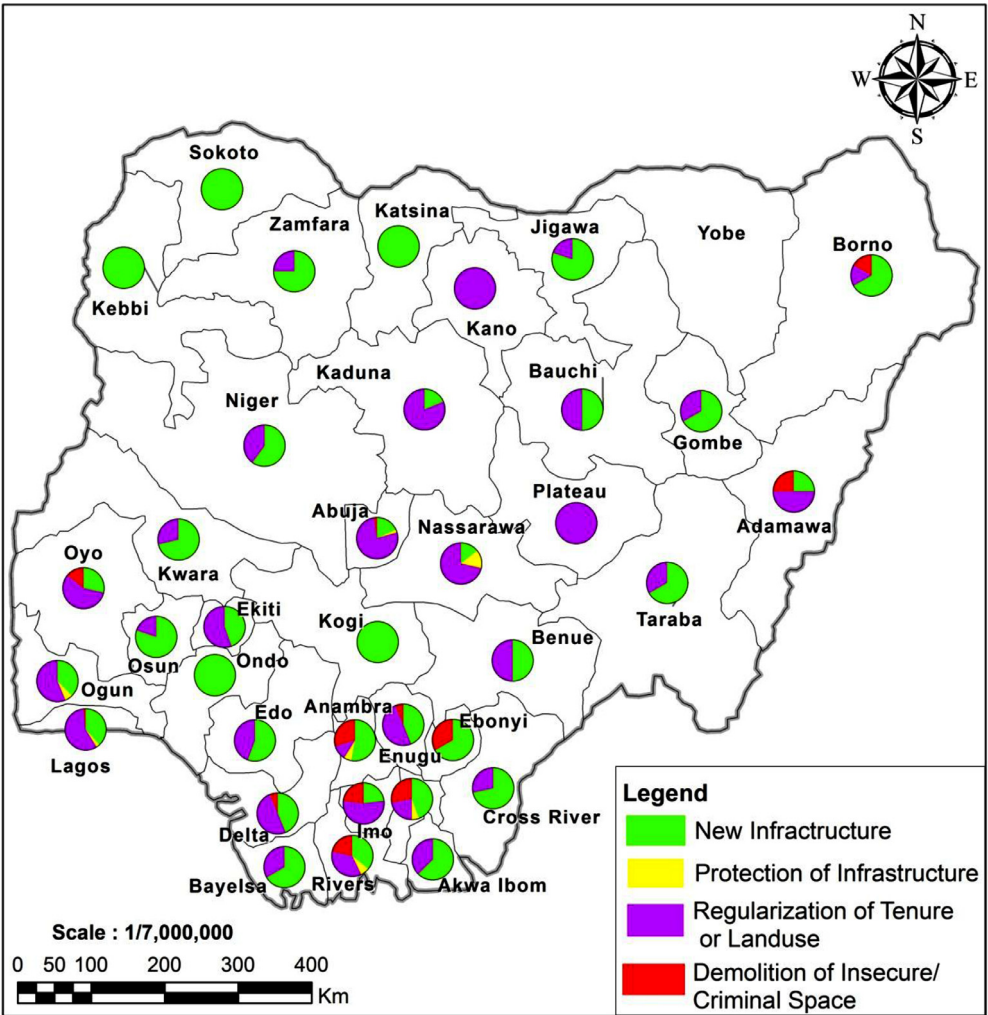 N
W
E
S
Sokoto
Zamfara
Katsina
Jigawa
Yobe
Borno
Kebbi
Kano
Kaduna
Bauchi
Niger
Gombe
Plateau
Abuja
Nassarawa
Adamawa
Oyo
Kwara
Ekiti
Kogi
Benue
Taraba
Osun
Ondo
Ogun
Edo
Anambra
Ebonyi
Enugu
Lagos
Cross River
Delta
Imo
Bayelsa
Rivers
Akwa Ibom
Scale : 1/7,000,000
0 50 100 200 300 400
Km
Legend
New Infractructure
Protection of Infrastructure
Regularization of Tenure
or Landuse
Demolition of Insecure/
Criminal Space